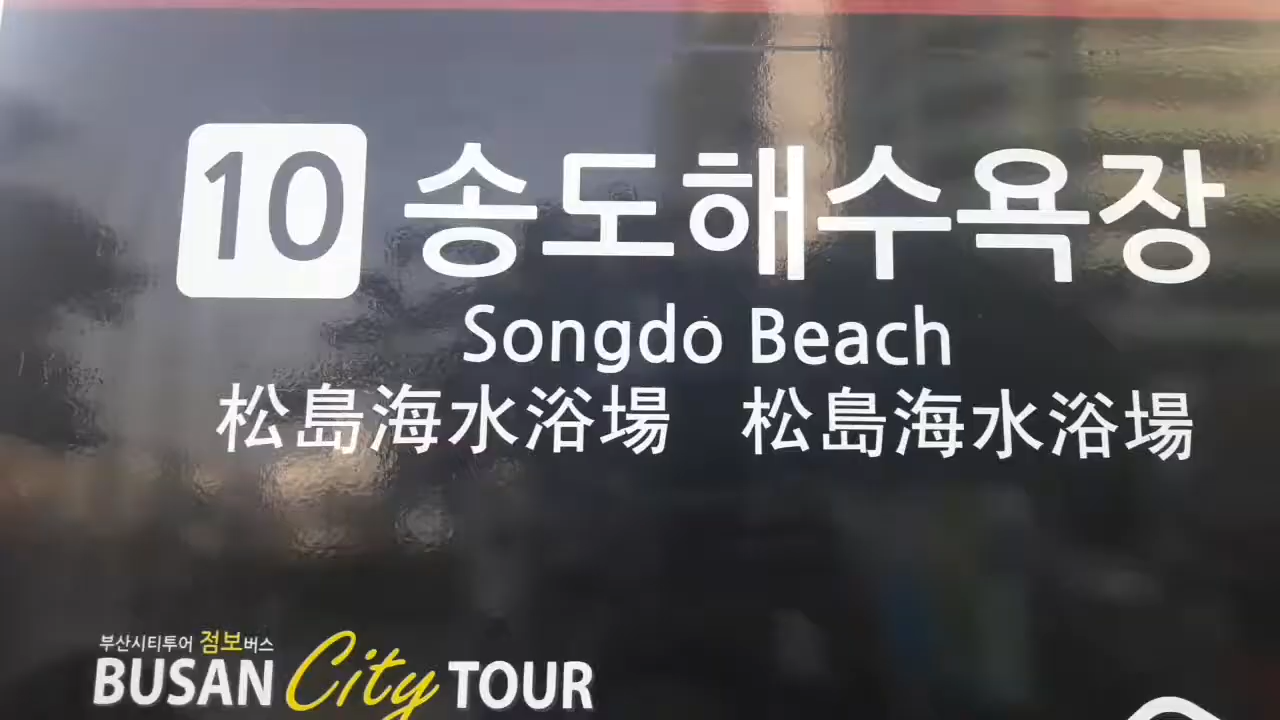 10 송도해수욕장
Songdo Beach
松島海水浴場 松島海水浴場
부산시티투어 점보버스
BUSAN City TOUR